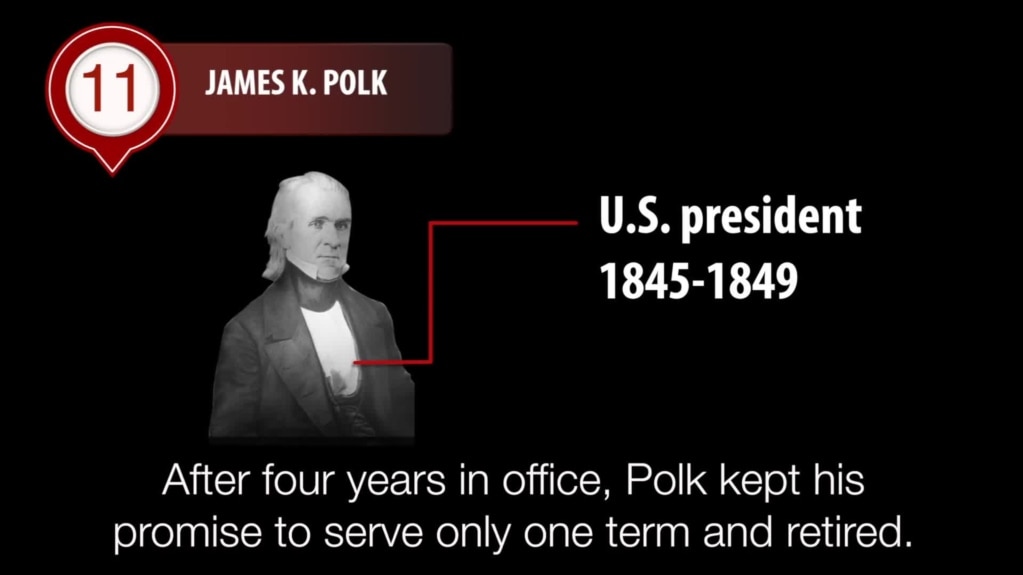 11
JAMES K. POLK
U.S. president
1845-1849
After four years in office, Polk kept his
promise to serve only one term and retired.